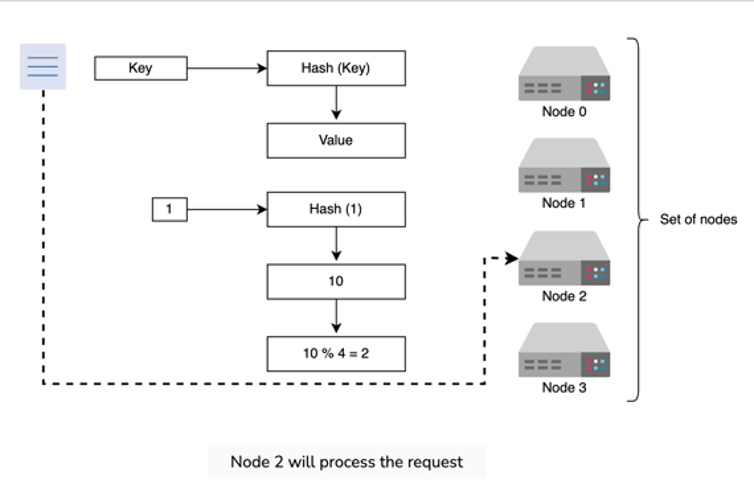 Key
Hash (Key)
Value
1
Hash (1)
10
10 % 4 = 2
Node 0
Node 1
Node 2
Node 3
Set of nodes
Node 2 will process the request